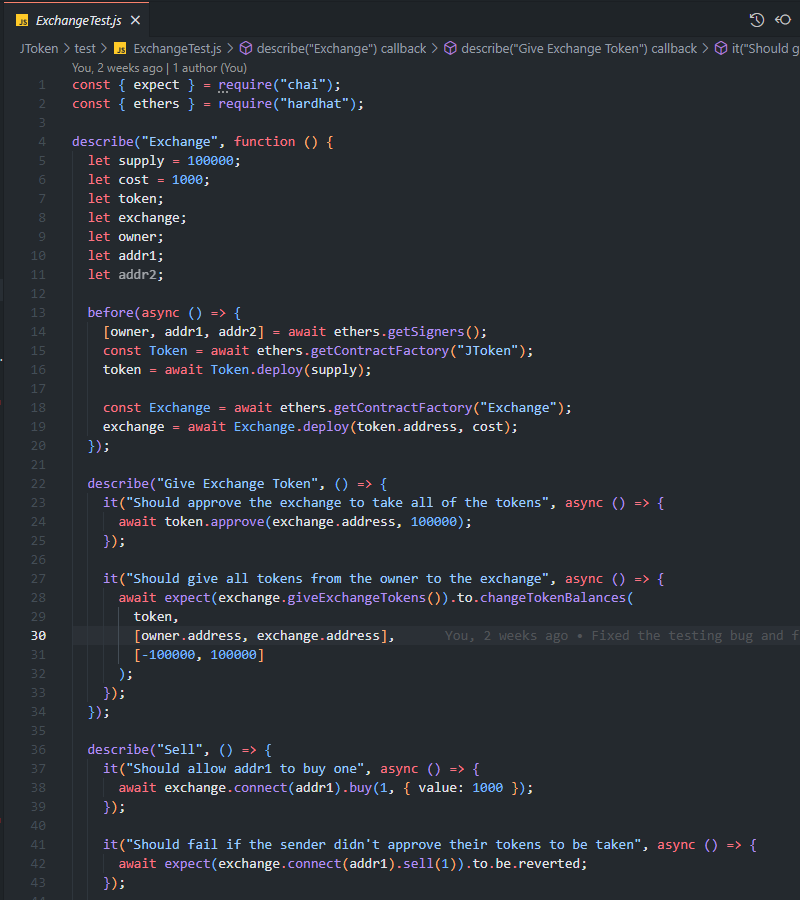 JS ExchangeTest.js ×
JToken > test > JS ExchangeTest.js > describe("Exchange") callback > describe("Give Exchange Token") callback > it("Should g
You, 2 weeks ago | 1 author (You)
1 const { expect } = require("chai");
2 const { ethers } = require("hardhat");
3
4 describe("Exchange", function () {
5   let supply = 100000;
6   let cost = 1000;
7   let token;
8   let exchange;
9   let owner;
10   let addr1;
11   let addr2;
12
13   before(async () => {
14     [owner, addr1, addr2] = await ethers.getSigners();
15     const Token = await ethers.getContractFactory("JToken");
16     token = await Token.deploy(supply);
17
18     const Exchange = await ethers.getContractFactory("Exchange");
19     exchange = await Exchange.deploy(token.address, cost);
20   });
21
22   describe("Give Exchange Token", () => {
23     it("Should approve the exchange to take all of the tokens", async () => {
24       await token.approve(exchange.address, 100000);
25     });
26
27     it("Should give all tokens from the owner to the exchange", async () => {
28       await expect(exchange.giveExchangeTokens()).to.changeTokenBalances(
29         token,
30         [owner.address, exchange.address], You, 2 weeks ago • Fixed the testing bug and f
31         [-100000, 100000]
32       );
33     });
34   });
35
36   describe("Sell", () => {
37     it("Should allow addr1 to buy one", async () => {
38       await exchange.connect(addr1).buy(1, { value: 1000 });
39     });
40
41     it("Should fail if the sender didn't approve their tokens to be taken", async () => {
42       await expect(exchange.connect(addr1).sell(1)).to.be.reverted;
43     });